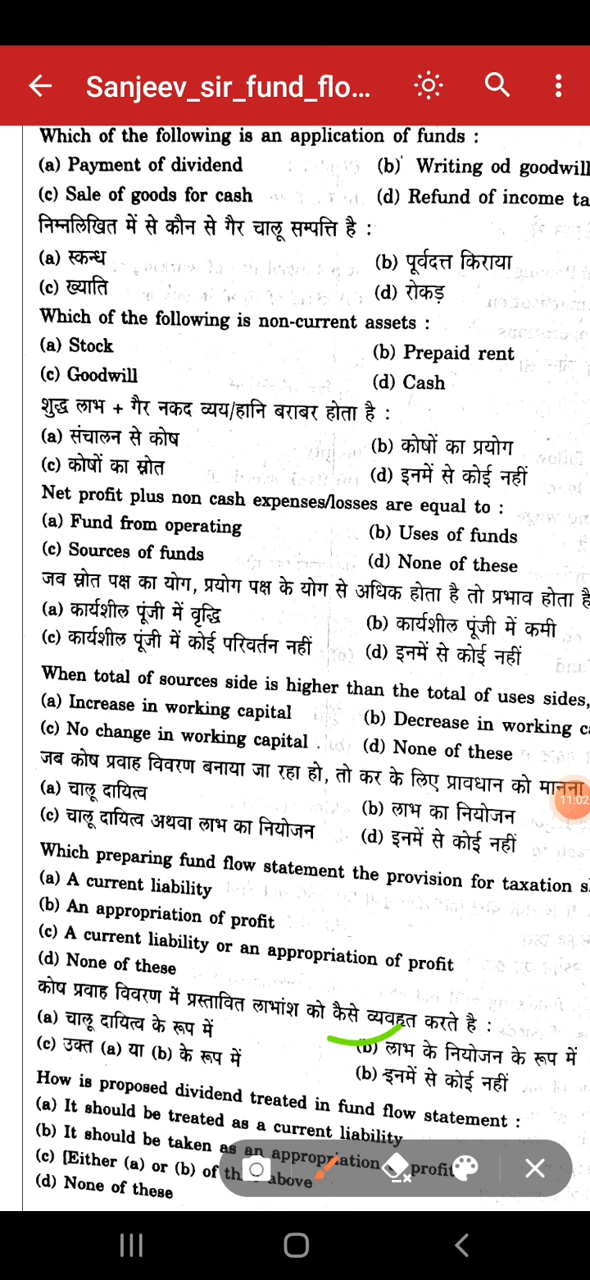 Sanjeev_sir_fund_flo...
Which of the following is an application of funds :
(a) Payment of dividend (b) Writing od goodwill
(c) Sale of goods for cash (d) Refund of income ta
निम्नलिखित में से कौन से गैर चालू सम्पत्ति है :
(a) स्कन्ध (b) पूर्वदत्त किराया
(c) ख्याति (d) रोकड़
Which of the following is non-current assets :
(a) Stock (b) Prepaid rent
(c) Goodwill (d) Cash
शुद्ध लाभ + गैर नकद व्यय/हानि बराबर होता है :
(a) संचालन से कोष (b) कोषों का प्रयोग
(c) कोषों का स्रोत (d) इनमें से कोई नहीं
Net profit plus non cash expenses/losses are equal to :
(a) Fund from operating (b) Uses of funds
(c) Sources of funds (d) None of these
जब स्रोत पक्ष का योग, प्रयोग पक्ष के योग से अधिक होता है तो प्रभाव होता है
(a) कार्यशील पूंजी में वृद्धि (b) कार्यशील पूंजी में कमी
(c) कार्यशील पूंजी में कोई परिवर्तन नहीं (d) इनमें से कोई नहीं
When total of sources side is higher than the total of uses sides,
(a) Increase in working capital (b) Decrease in working ca
(c) No change in working capital . (d) None of these
जब कोष प्रवाह विवरण बनाया जा रहा हो, तो कर के लिए प्रावधान को मानना
(a) चालू दायित्व (b) लाभ का नियोजन
(c) चालू दायित्व अथवा लाभ का नियोजन (d) इनमें से कोई नहीं
11:02
Which preparing fund flow statement the provision for taxation s
(a) A current liability
(b) An appropriation of profit
(c) A current liability or an appropriation of profit
(d) None of these
कोष प्रवाह विवरण में प्रस्तावित लाभांश को कैसे व्यवहृत करते है :
(a) चालू दायित्व के रूप में (b) लाभ के नियोजन के रूप में
(c) उक्त (a) या (b) के रूप में (b) इनमें से कोई नहीं
How is proposed dividend treated in fund flow statement :
(a) It should be treated as a current liability
(b) It should be taken as an appropriation profit
(c) [Either (a) or (b) of th above
(d) None of these